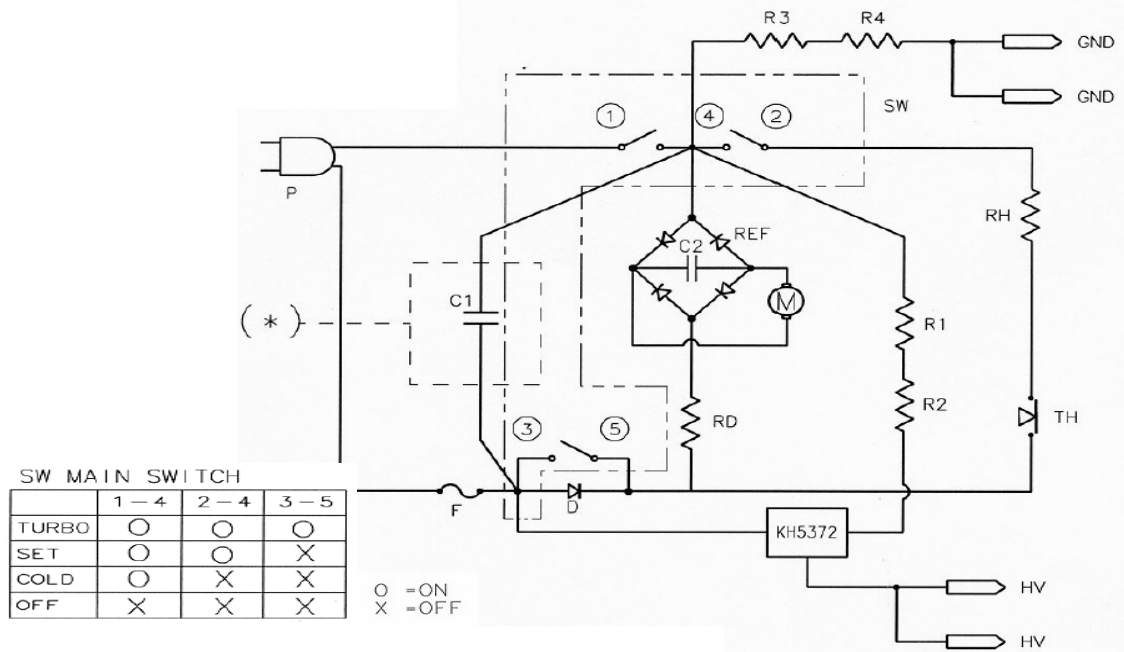 R3 R4
GND
GND
SW
1 4 2
P
RH
REF
C2
C1
(*)
M
R1
R2
3 5
RD
TH
F
D
KH5372
HV
HV
SW MAIN SWITCH
1-4 2-4 3-5
TURBO O O O
SET O O X
COLD O X X
OFF X X X
O =ON
X =OFF